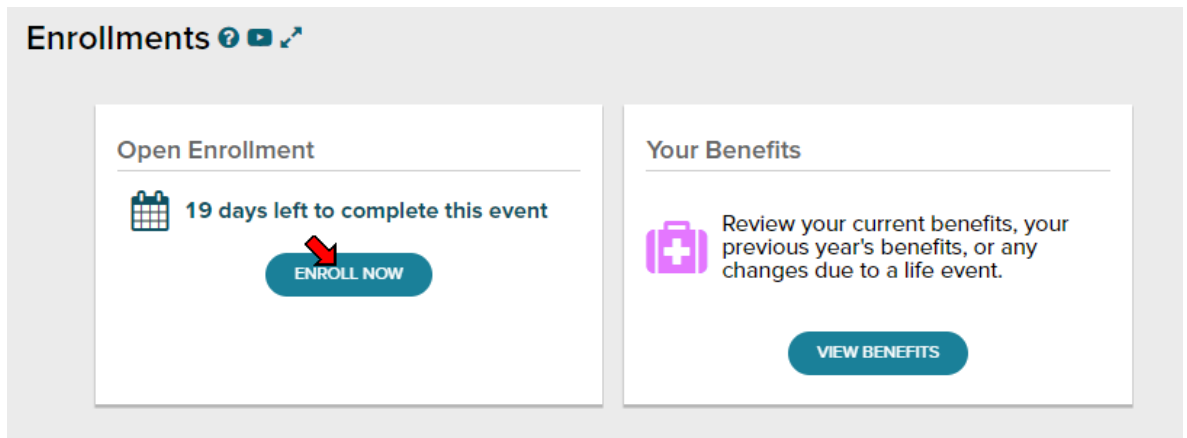 Enrollments
Open Enrollment
19 days left to complete this event
ENROLL NOW
Your Benefits
Review your current benefits, your
previous year's benefits, or any
changes due to a life event.
VIEW BENEFITS